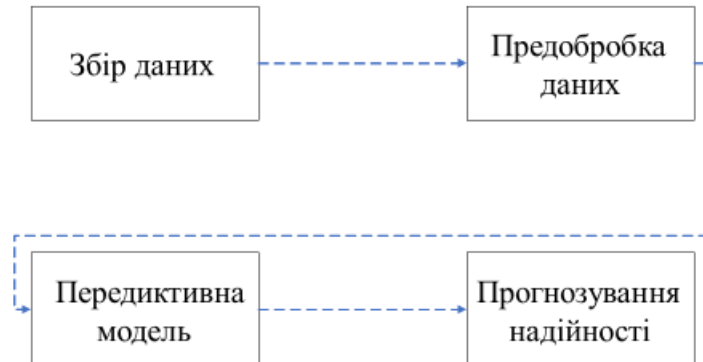 Збір даних
Предобробка
даних
Передиктивна
модель
Прогнозування
надійності